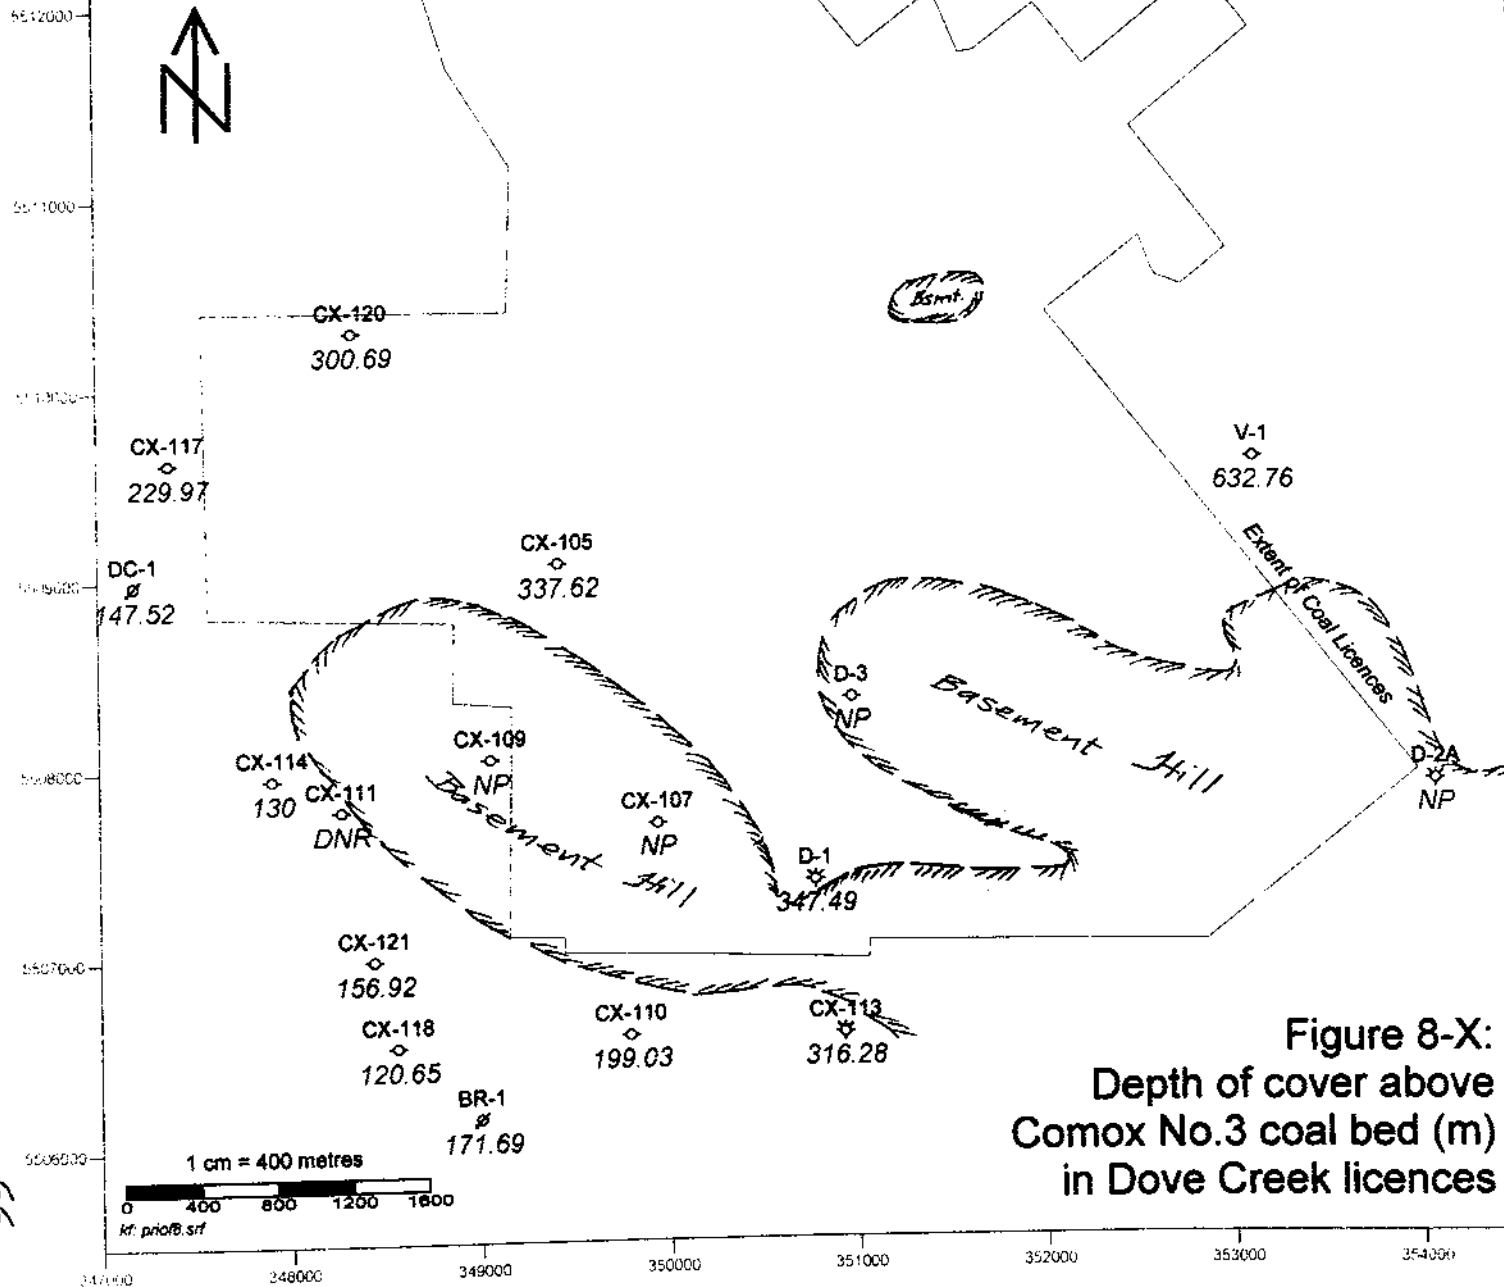 5512000
N
5511000
Bsmt.
CX-120
300.69
CX-117
229.97
V-1
632.76
CX-105
337.62
DC-1
147.52
Extent of Coal Licences
D-3
NP
Basement Hill
CX-109
NP
CX-114
130
CX-111
DNR
Basement Hill
CX-107
NP
D-2A
NP
5508000
D-1
347.49
CX-121
156.92
5507000
CX-110
199.03
CX-113
316.28
CX-118
120.65
BR-1
171.69
Figure 8-X:
Depth of cover above
Comox No.3 coal bed (m)
in Dove Creek licences
1 cm = 400 metres
0 400 800 1200 1600
kf: priof8.srf
347000 348000 349000 350000 351000 352000 353000 354000